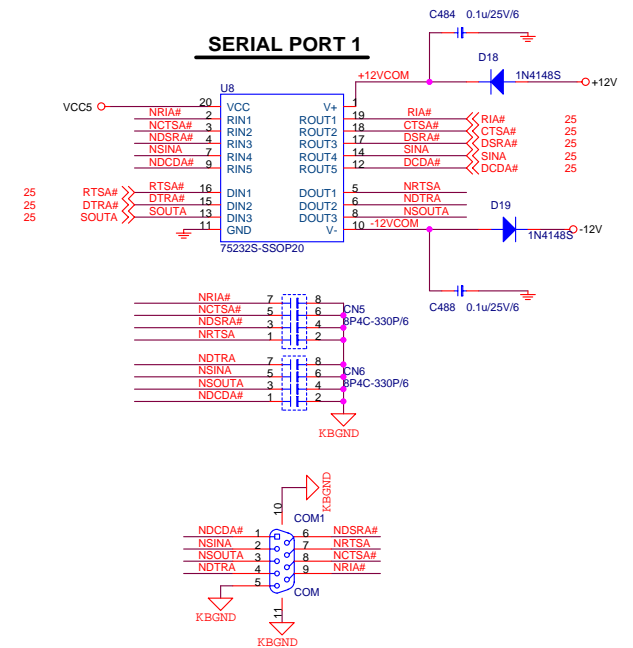 C484 0.1u/25V/6
SERIAL PORT 1
D18
+12VCOM 1N4148S +12V
U8
VCC5 20 VCC V+ 1
NRIA# 2 RIN1 ROUT1 19 RIA# RIA# 25
NCTSA# 3 RIN2 ROUT2 18 CTSA# CTSA# 25
NDSRA# 4 RIN3 ROUT3 17 DSRA# DSRA# 25
NSINA 7 RIN4 ROUT4 14 SINA SINA 25
NDCDA# 9 RIN5 ROUT5 12 DCDA# DCDA# 25
25 RTSA# RTSA# 16 DIN1 DOUT1 5 NRTSA
25 DTRA# DTRA# 15 DIN2 DOUT2 6 NDTRA
25 SOUTA SOUTA 13 DIN3 DOUT3 8 NSOUTA
11 GND V- 10 -12VCOM
D19
1N4148S -12V
75232S-SSOP20
C488 0.1u/25V/6
NRIA# 7 8
NCTSA# 5 6 CN5
NDSRA# 3 4 8P4C-330P/6
NRTSA 1 2
NDTRA 7 8
NSINA 5 6 CN6
NSOUTA 3 4 8P4C-330P/6
NDCDA# 1 2
KBGND
KBGND
10
COM1
NDCDA# 1 6 NDSRA#
NSINA 2 7 NRTSA
NSOUTA 3 8 NCTSA#
NDTRA 4 9 NRIA#
5
COM
11
KBGND
KBGND